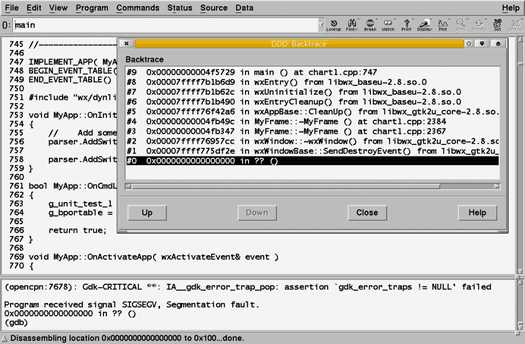 File Edit View Program Commands Status Source Data Help
(): main
Lookup Find» Break Watch Print Display Plot
745 //
746
747 IMPLEMENT_APP( MyA
748 BEGIN_EVENT_TABLE(
749 END_EVENT_TABLE()
750
751 #include "wx/dynli
752
753 void MyApp::OnInit
754 {
755 // Add some
756 parser.AddSwit
757
758 parser.AddSwit
759 }
760
761 bool MyApp::OnCmdL
762 {
763 g_unit_test_1
764 g_bportable =
765
766 return true;
767 }
768
769 void MyApp::OnActivateApp( wxActivateEvent& event )
770 {
DDD: Backtrace
Backtrace
#9 0x00000000004f5729 in main () at chart1.cpp:747
#8 0x00007ffff7b1b6d9 in wxEntry() from libwx_baseu-2.8.so.0
#7 0x00007ffff7b1b62c in wxUninitialize() from libwx_baseu-2.8.so.0
#6 0x00007ffff7b1b490 in wxEntryCleanup() from libwx_baseu-2.8.so.0
#5 0x00007ffff76f42a6 in wxAppBase::CleanUp() from libwx_gtk2u_core-2.8.s
#4 0x00000000004fb49c in MyFrame::~MyFrame () at chart1.cpp:2384
#3 0x00000000004fb347 in MyFrame::~MyFrame () at chart1.cpp:2367
#2 0x00007ffff76957cc in wxWindow::~wxWindow() from libwx_gtk2u_core-2.8.
#1 0x00007ffff775df2e in wxWindowBase::SendDestroyEvent() from libwx_gtk2u_
#0 0x0000000000000000 in ?? ()
Up Down Close Help
(opencpn:7678): Gdk-CRITICAL **: IA__gdk_error_trap_pop: assertion `gdk_error_traps != NULL' failed
Program received signal SIGSEGV, Segmentation fault.
0x0000000000000000 in ?? ()
(gdb)
Disassembling location 0x0000000000000000 to 0x100...done.